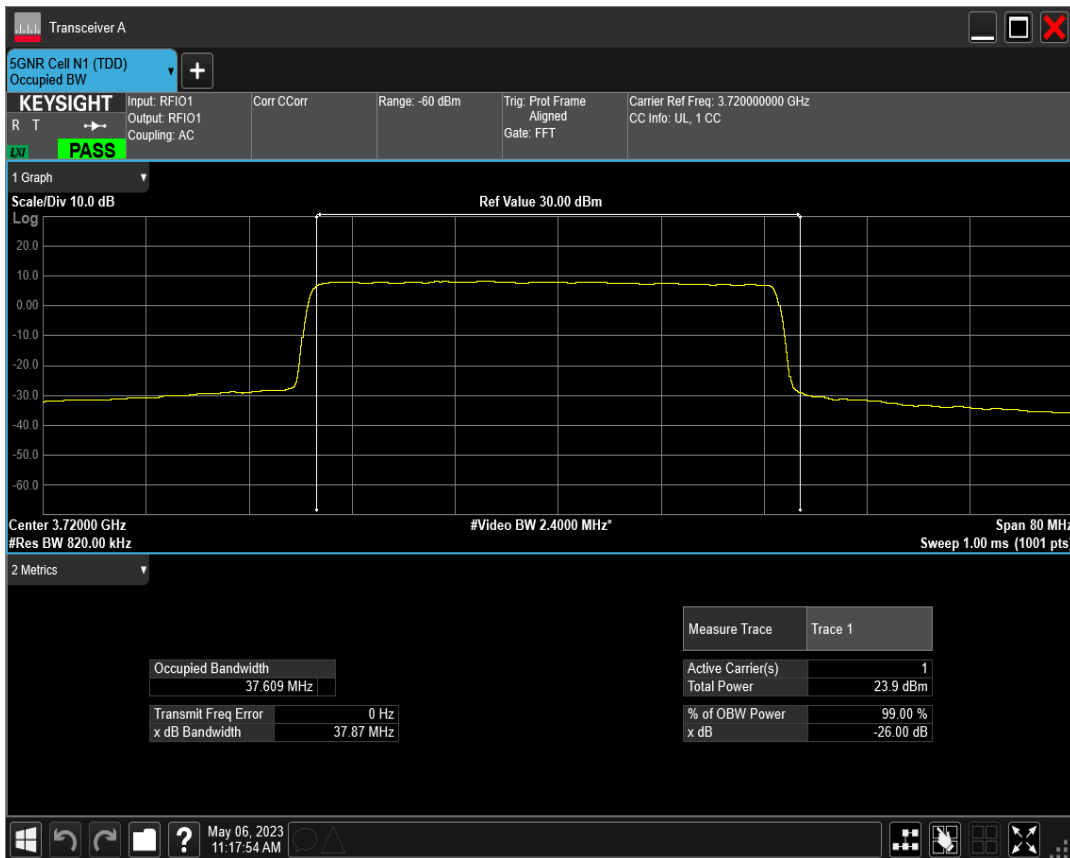 Transceiver A
5GNR Cell N1 (TDD)
Occupied BW
+
KEYSIGHT
R T
LXI
PASS
Input: RFIO1
Output: RFIO1
Coupling: AC
Corr CCorr
Range: -60 dBm
Trig: Prot Frame
Aligned
Gate: FFT
Carrier Ref Freq: 3.720000000 GHz
CC Info: UL, 1 CC
1 Graph
Scale/Div 10.0 dB
Ref Value 30.00 dBm
Log
20.0
10.0
0.00
-10.0
-20.0
-30.0
-40.0
-50.0
-60.0
Center 3.72000 GHz
#Video BW 2.4000 MHz*
Span 80 MHz
#Res BW 820.00 kHz
Sweep 1.00 ms (1001 pts)
2 Metrics
Measure Trace Trace 1
Occupied Bandwidth
37.609 MHz
Active Carrier(s) 1
Total Power 23.9 dBm
Transmit Freq Error 0 Hz
x dB Bandwidth 37.87 MHz
% of OBW Power 99.00 %
x dB -26.00 dB
?
May 06, 2023
11:17:54 AM